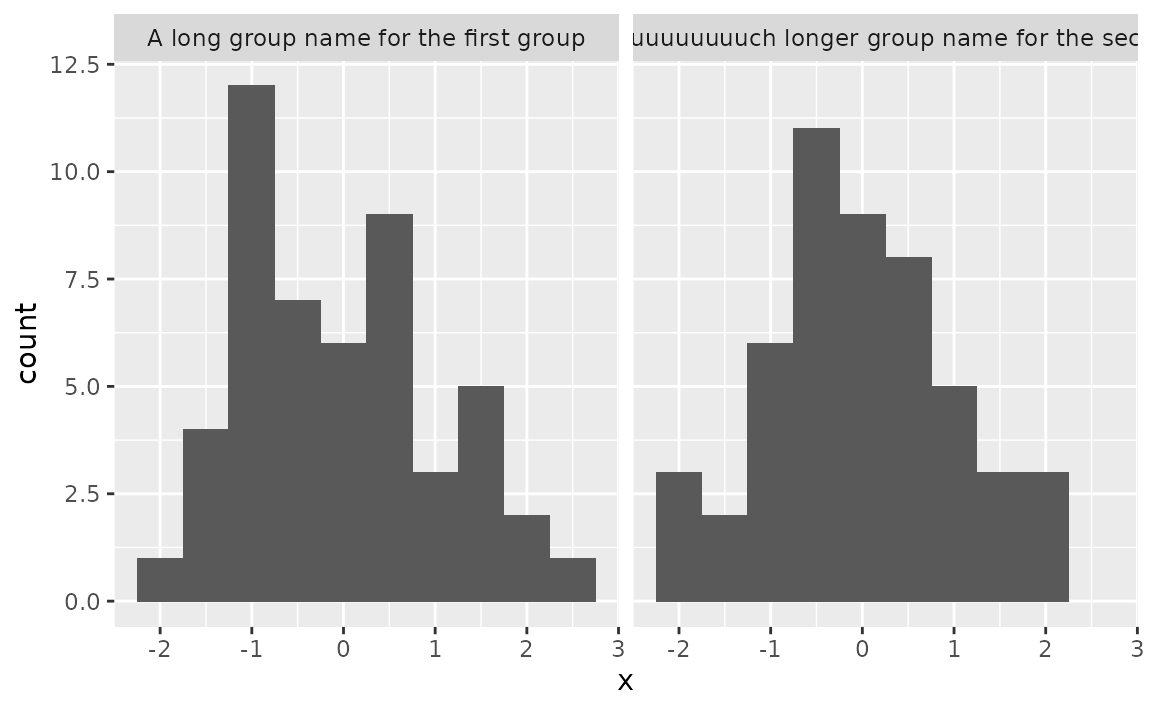 A long group name for the first group
uuuuuuuuch longer group name for the sec
12.5
10.0
7.5
5.0
2.5
0.0
count
-2 -1 0 1 2 3
-2 -1 0 1 2 3
x